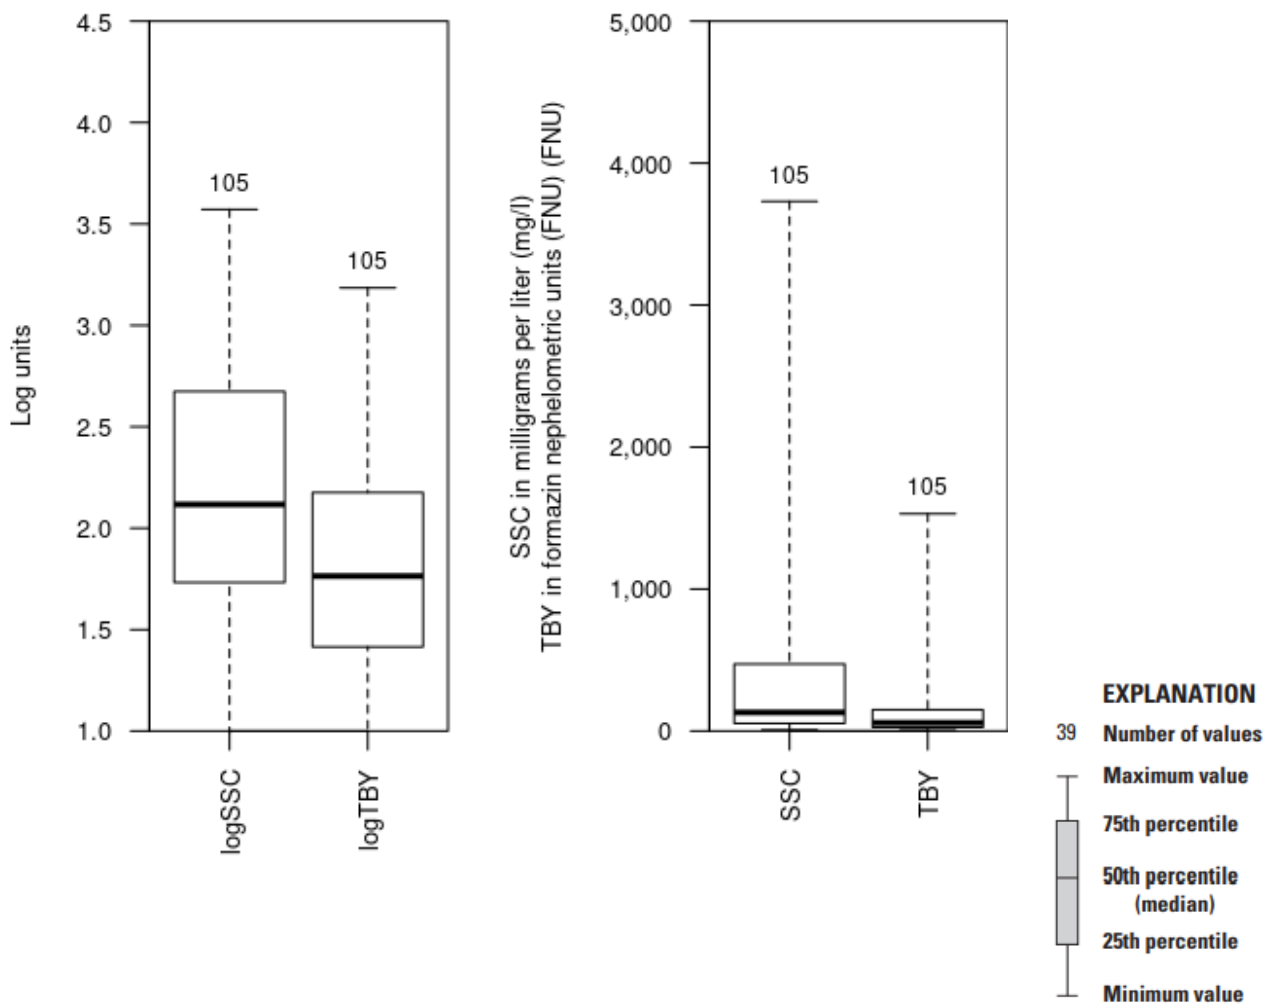 Log units
4.5
4.0
3.5
3.0
2.5
2.0
1.5
1.0
105
105
logSSC
logTBY
SSC in milligrams per liter (mg/l)
TBY in formazin nephelometric units (FNU) (FNU)
5,000
4,000
3,000
2,000
1,000
0
105
105
SSC
TBY
EXPLANATION
39 Number of values
Maximum value
75th percentile
50th percentile
(median)
25th percentile
Minimum value